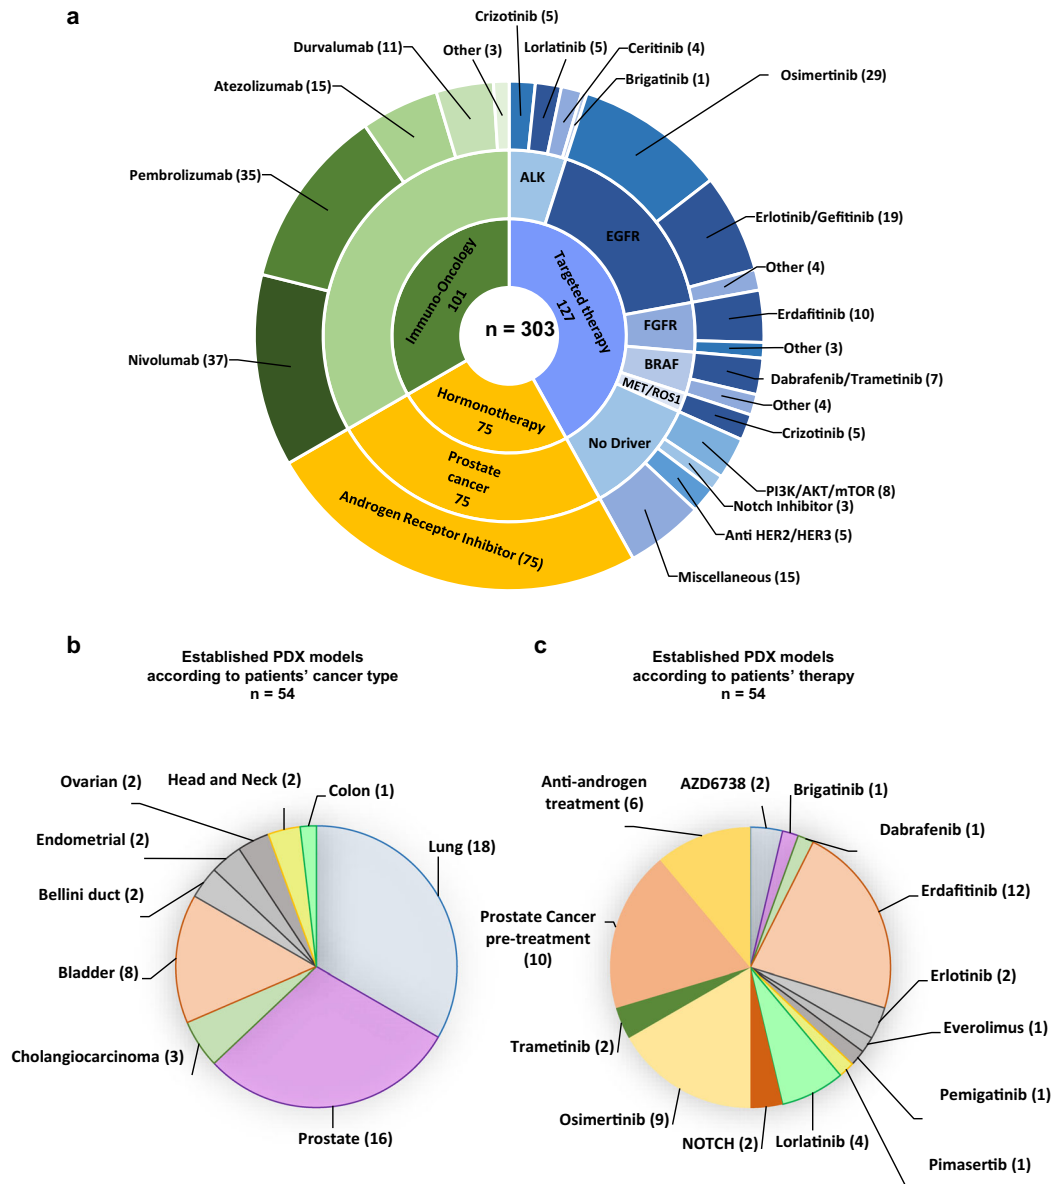 a
Crizotinib (5)
Durvalumab (11)
Other (3)
Lorlatinib (5)
Ceritinib (4)
Brigatinib (1)
Osimertinib (29)
Atezolizumab (15)
Pembrolizumab (35)
Nivolumab (37)
Erlotinib/Gefitinib (19)
Other (4)
Erdafitinib (10)
Other (3)
Dabrafenib/Trametinib (7)
Other (4)
Crizotinib (5)
PI3K/AKT/mTOR (8)
Notch Inhibitor (3)
Anti HER2/HER3 (5)
Miscellaneous (15)
ALK
EGFR
FGFR
BRAF
MET/ROS1
No Driver
Immuno-Oncology
101
Targeted therapy
127
n = 303
Hormonotherapy
75
Prostate
cancer
75
Androgen Receptor Inhibitor (75)
b
Established PDX models
according to patients’ cancer type
n = 54
Ovarian (2)
Head and Neck (2)
Colon (1)
Endometrial (2)
Lung (18)
Bellini duct (2)
Bladder (8)
Cholangiocarcinoma (3)
Prostate (16)
c
Established PDX models
according to patients’ therapy
n = 54
Anti-androgen
treatment (6)
AZD6738 (2)
Brigatinib (1)
Dabrafenib (1)
Erdafitinib (12)
Prostate Cancer
pre-treatment
(10)
Erlotinib (2)
Everolimus (1)
Trametinib (2)
Pemigatinib (1)
Osimertinib (9)
NOTCH (2)
Lorlatinib (4)
Pimasertib (1)